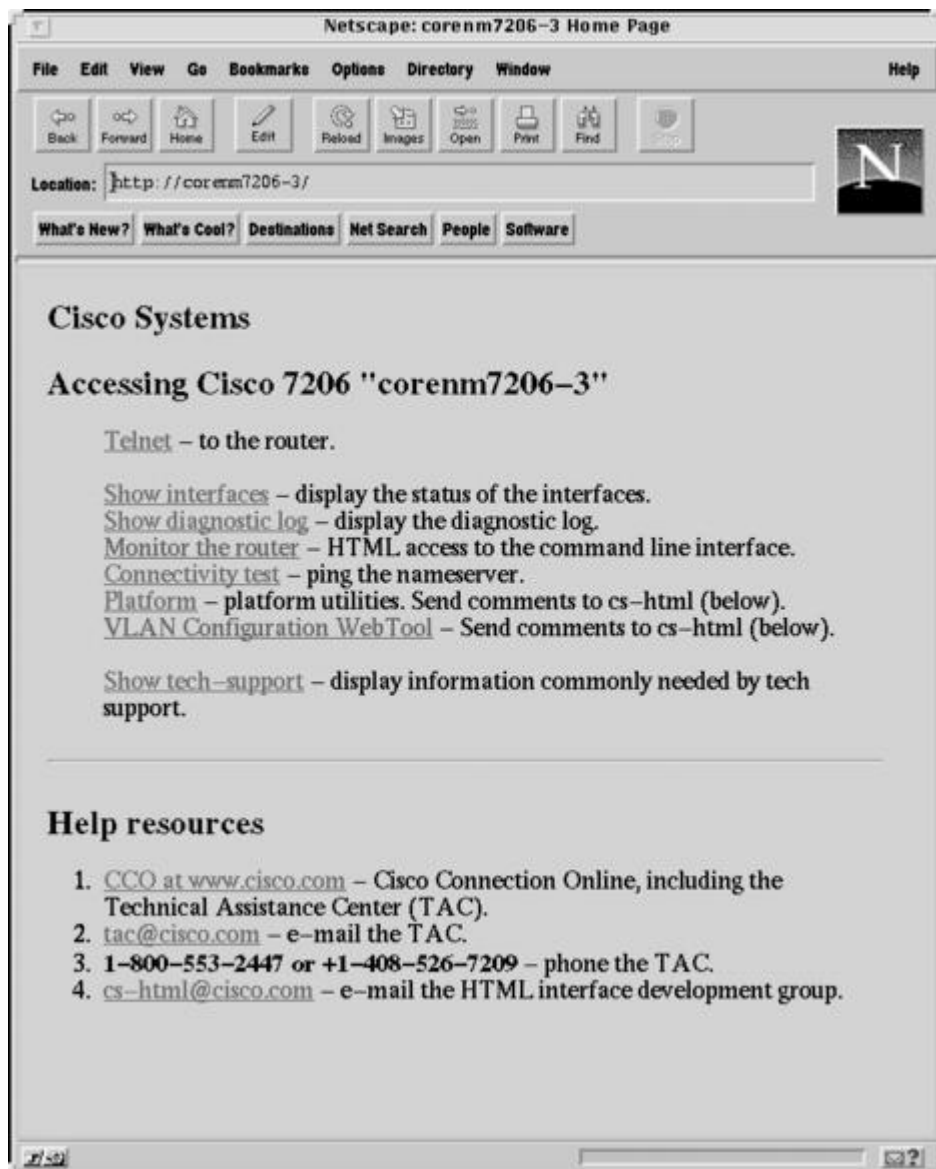 Netscape: corenm7206-3 Home Page
File Edit View Go Bookmarks Options Directory Window Help
Back Forward Home Edit Reload Images Open Print Find Stop
N
Location: http://corenm7206-3/
What's New? What's Cool? Destinations Net Search People Software
Cisco Systems
Accessing Cisco 7206 "corenm7206-3"
Telnet – to the router.
Show interfaces – display the status of the interfaces.
Show diagnostic log – display the diagnostic log.
Monitor the router – HTML access to the command line interface.
Connectivity test – ping the nameserver.
Platform – platform utilities. Send comments to cs-html (below).
VLAN Configuration WebTool – Send comments to cs-html (below).
Show tech-support – display information commonly needed by tech
support.
Help resources
1. CCO at www.cisco.com – Cisco Connection Online, including the
Technical Assistance Center (TAC).
2. tac@cisco.com – e-mail the TAC.
3. 1-800-553-2447 or +1-408-526-7209 – phone the TAC.
4. cs-html@cisco.com – e-mail the HTML interface development group.
?